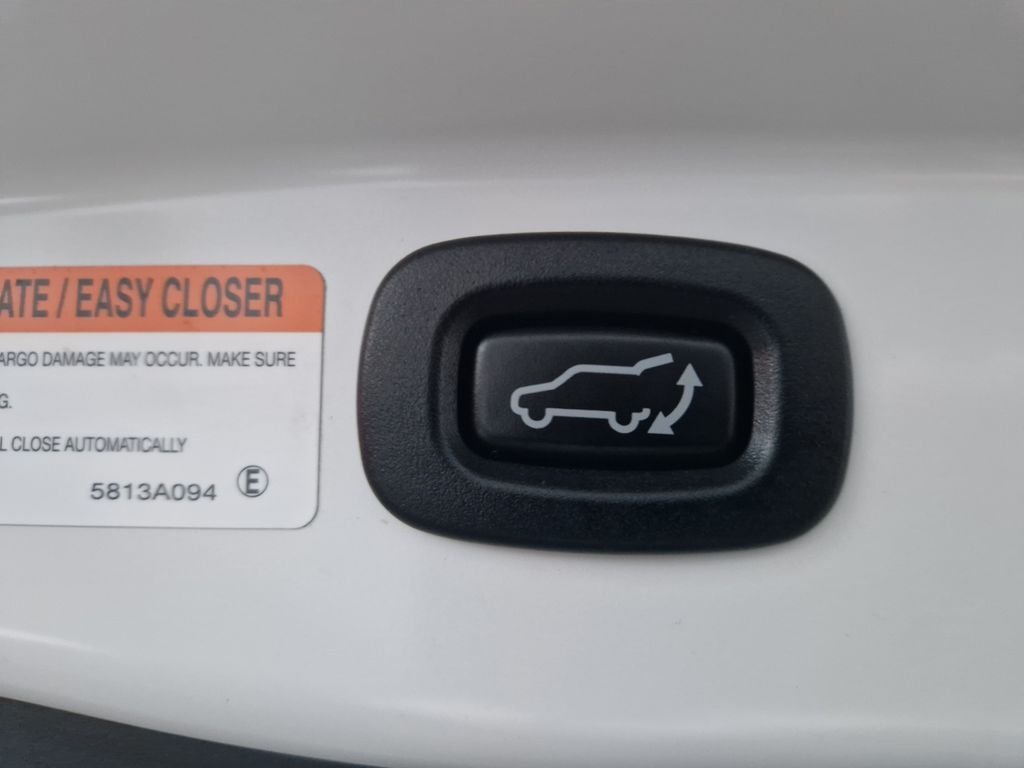 ATE / EASY CLOSER
ARGO DAMAGE MAY OCCUR. MAKE SURE
G.
L CLOSE AUTOMATICALLY
5813A094 E